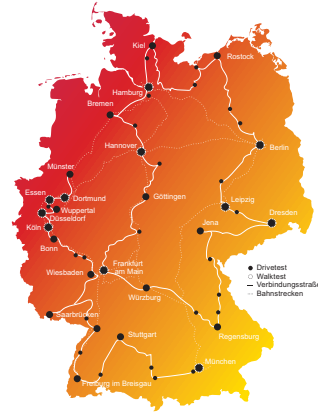 Kiel
Rostock
Hamburg
Bremen
Hannover
Berlin
Münster
Essen
Dortmund
Wuppertal
Düsseldorf
Göttingen
Leipzig
Dresden
Köln
Jena
Bonn
Wiesbaden
Frankfurt
am Main
Würzburg
Saarbrücken
Stuttgart
Regensburg
München
Freiburg im Breisgau
Drivetest
Walktest
Verbindungsstraße
Bahnstrecken